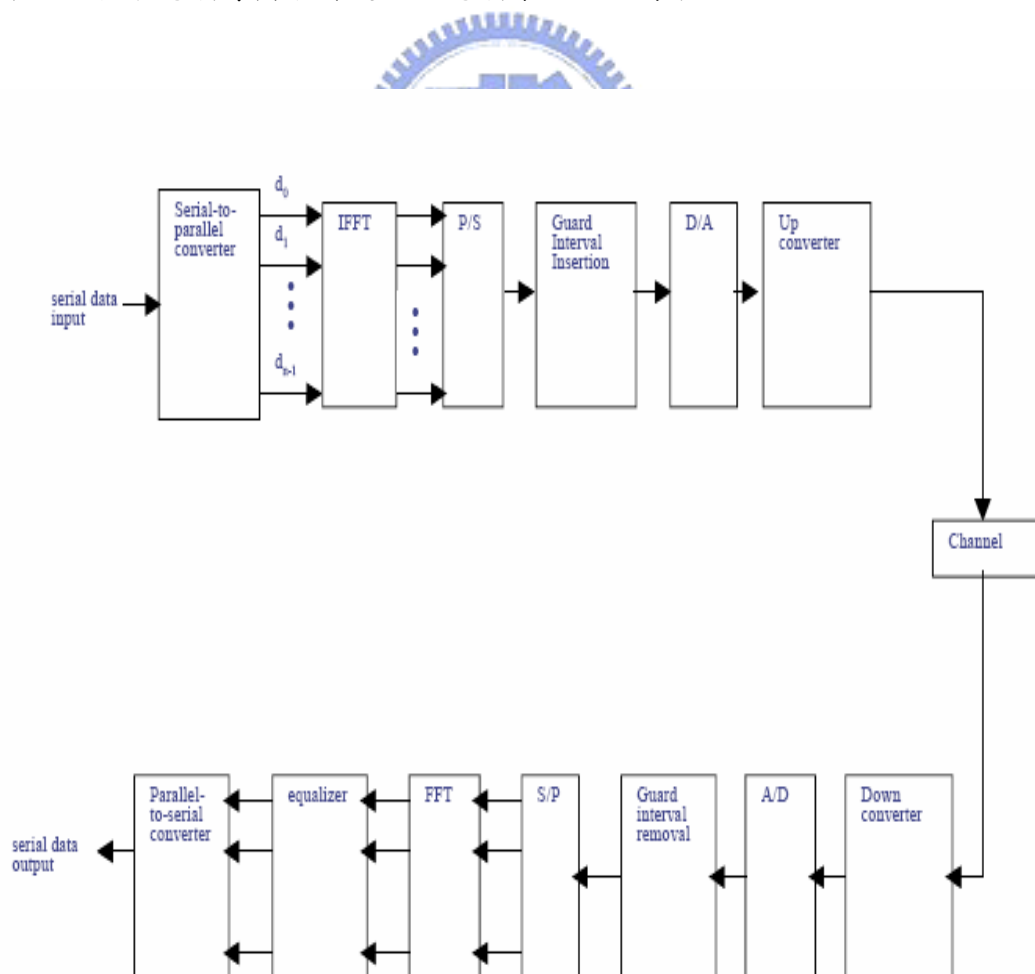 d0
Serial-to-
parallel
converter
d1
dn-1
serial data
input
IFFT
P/S
Guard
Interval
Insertion
D/A
Up
converter
Channel
Parallel-
to-serial
converter
equalizer
FFT
S/P
Guard
interval
removal
A/D
Down
converter
serial data
output